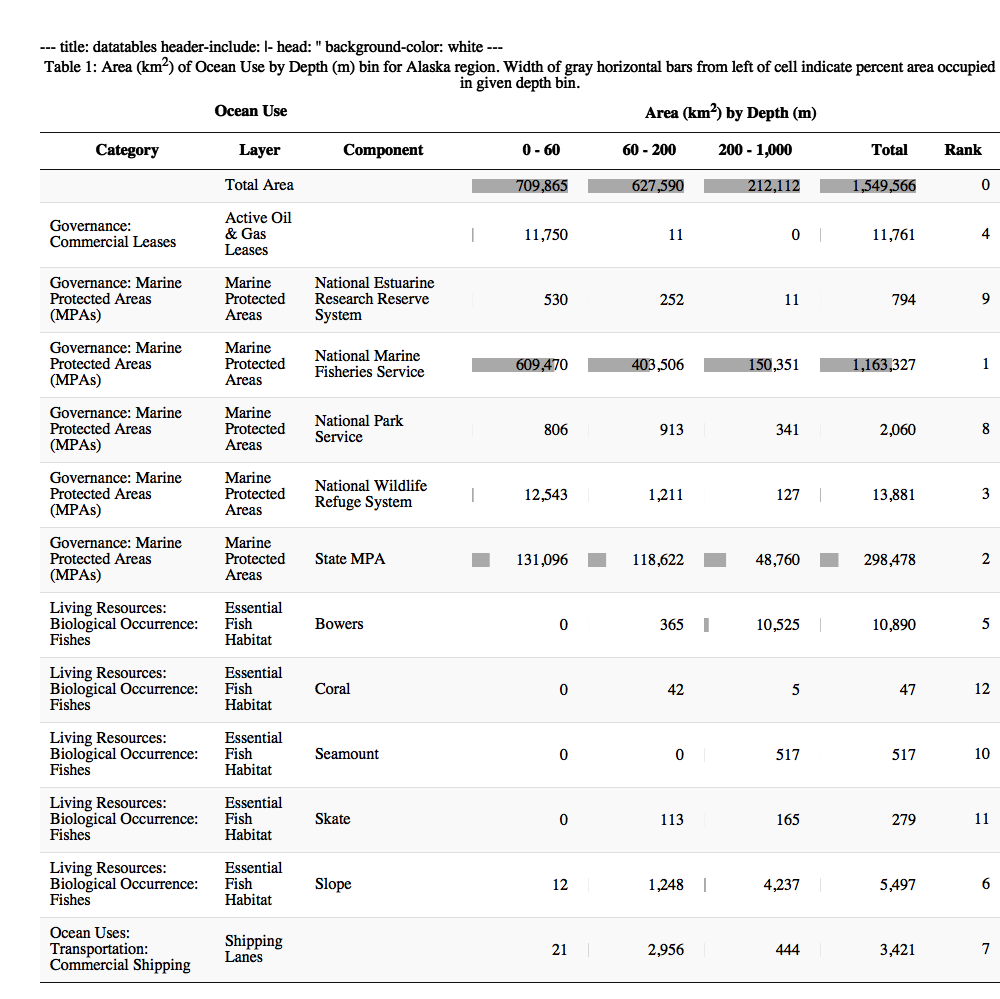 --- title: datatables header-include: |- head: " background-color: white ---
Table 1: Area (km2) of Ocean Use by Depth (m) bin for Alaska region. Width of gray horizontal bars from left of cell indicate percent area occupied
in given depth bin.
Ocean Use Area (km2) by Depth (m)
Category Layer Component 0 - 60 60 - 200 200 - 1,000 Total Rank
Total Area 709,865 627,590 212,112 1,549,566 0
Governance:
Commercial Leases
Active Oil
& Gas
Leases
11,750 11 0 11,761 4
Governance: Marine
Protected Areas
(MPAs)
Marine
Protected
Areas
National Estuarine
Research Reserve
System
530 252 11 794 9
Governance: Marine
Protected Areas
(MPAs)
Marine
Protected
Areas
National Marine
Fisheries Service
609,470 403,506 150,351 1,163,327 1
Governance: Marine
Protected Areas
(MPAs)
Marine
Protected
Areas
National Park
Service
806 913 341 2,060 8
Governance: Marine
Protected Areas
(MPAs)
Marine
Protected
Areas
National Wildlife
Refuge System
12,543 1,211 127 13,881 3
Governance: Marine
Protected Areas
(MPAs)
Marine
Protected
Areas
State MPA
131,096 118,622 48,760 298,478 2
Living Resources:
Biological Occurrence:
Fishes
Essential
Fish
Habitat
Bowers
0 365 10,525 10,890 5
Living Resources:
Biological Occurrence:
Fishes
Essential
Fish
Habitat
Coral
0 42 5 47 12
Living Resources:
Biological Occurrence:
Fishes
Essential
Fish
Habitat
Seamount
0 0 517 517 10
Living Resources:
Biological Occurrence:
Fishes
Essential
Fish
Habitat
Skate
0 113 165 279 11
Living Resources:
Biological Occurrence:
Fishes
Essential
Fish
Habitat
Slope
12 1,248 4,237 5,497 6
Ocean Uses:
Transportation:
Commercial Shipping
Shipping
Lanes
21 2,956 444 3,421 7